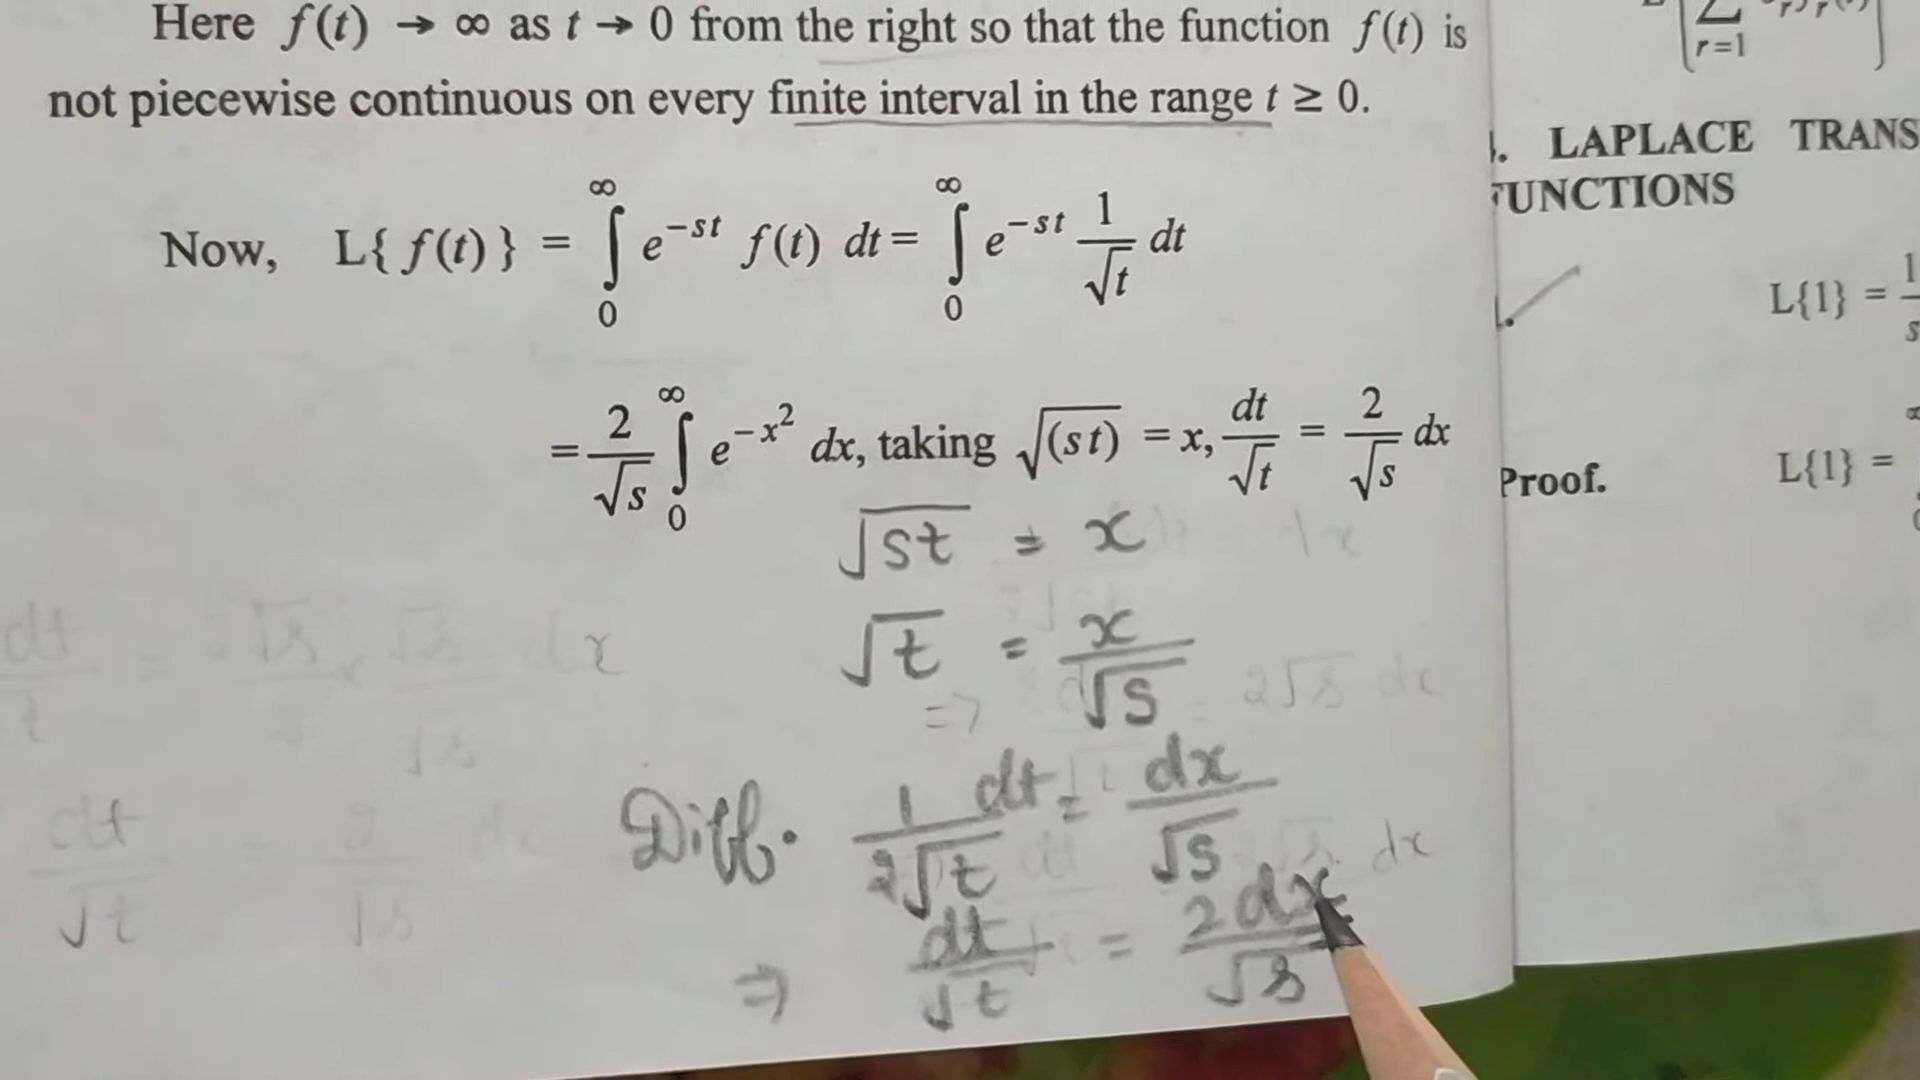 Here f(t) → ∞ as t → 0 from the right so that the function f(t) is
not piecewise continuous on every finite interval in the range t ≥ 0.
Now, L{ f(t) } = ∫₀^∞ e^{-st} f(t) dt = ∫₀^∞ e^{-st} 1/√t dt
= 2/√s ∫₀^∞ e^{-x²} dx, taking √(st) = x, dt/√t = 2/√s dx
√st = x
√t = x/√s
Diff. 1/2√t dt = dx/√s
⇒ dt/√t = 2dx/√s
r=1
LAPLACE TRANS
FUNCTIONS
L{1} = 1/s
Proof. L{1} =